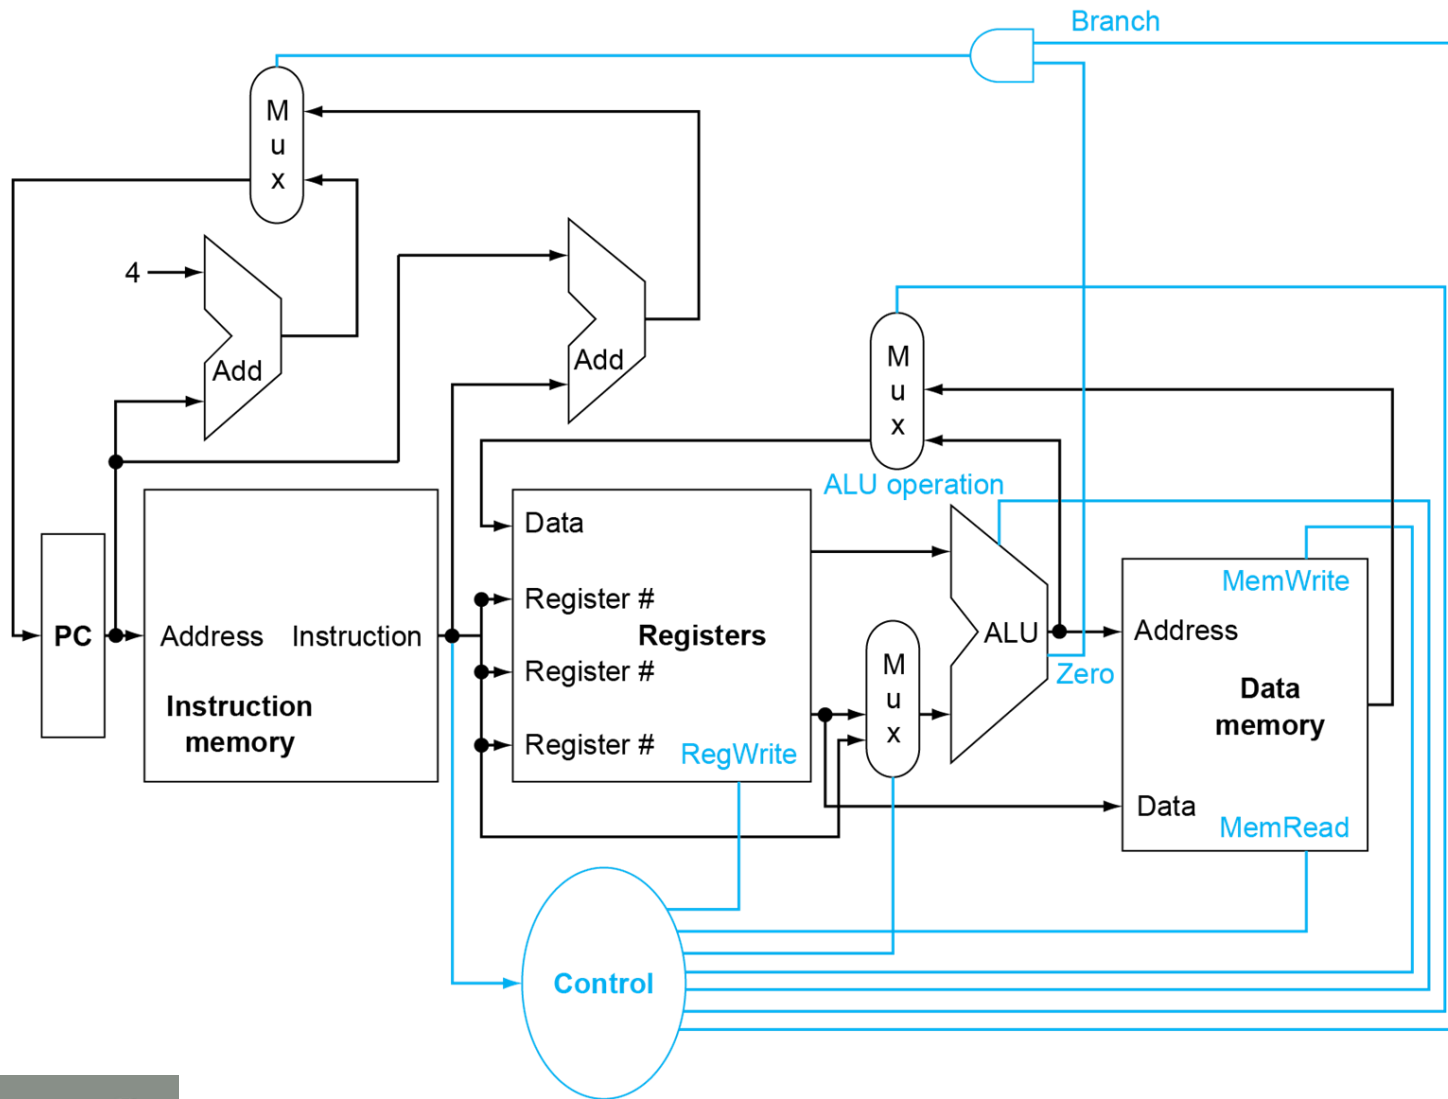 Branch
M
u
x
4
Add
Add
M
u
x
ALU operation
Data
Register #
Registers
Register #
Register #
RegWrite
PC
Address
Instruction
Instruction
memory
M
u
x
ALU
Zero
MemWrite
Address
Data
memory
Data
MemRead
Control